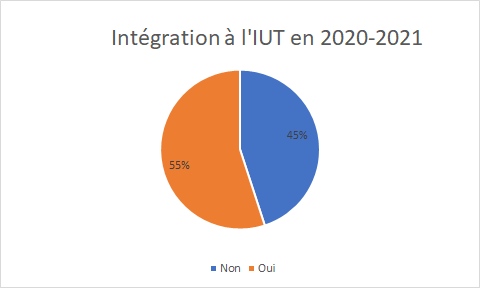 Intégration à l'IUT en 2020-2021
45%
55%
Non Oui